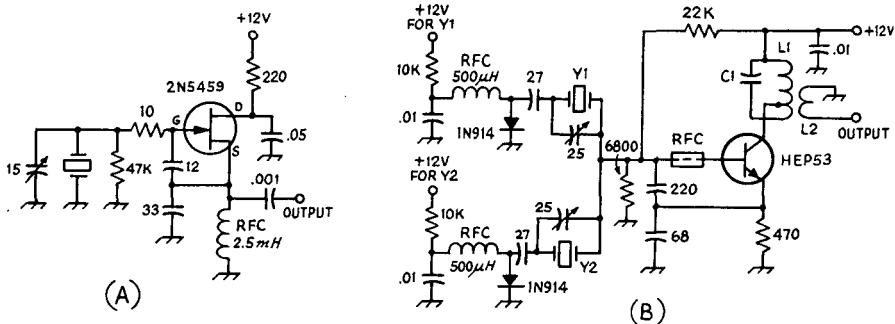 +12V
220
2N5459
D
G
S
10
.05
15
47K
12
.001
OUTPUT
33
RFC
2.5mH
(A)
+12V
FOR Y1
10K
RFC
500μH
27
Y1
.01
1N914
25
+12V
FOR Y2
10K
RFC
500μH
27
25
Y2
.01
1N914
22K
+12V
L1
.01
C1
L2
OUTPUT
6800
RFC
HEP53
220
68
470
(B)